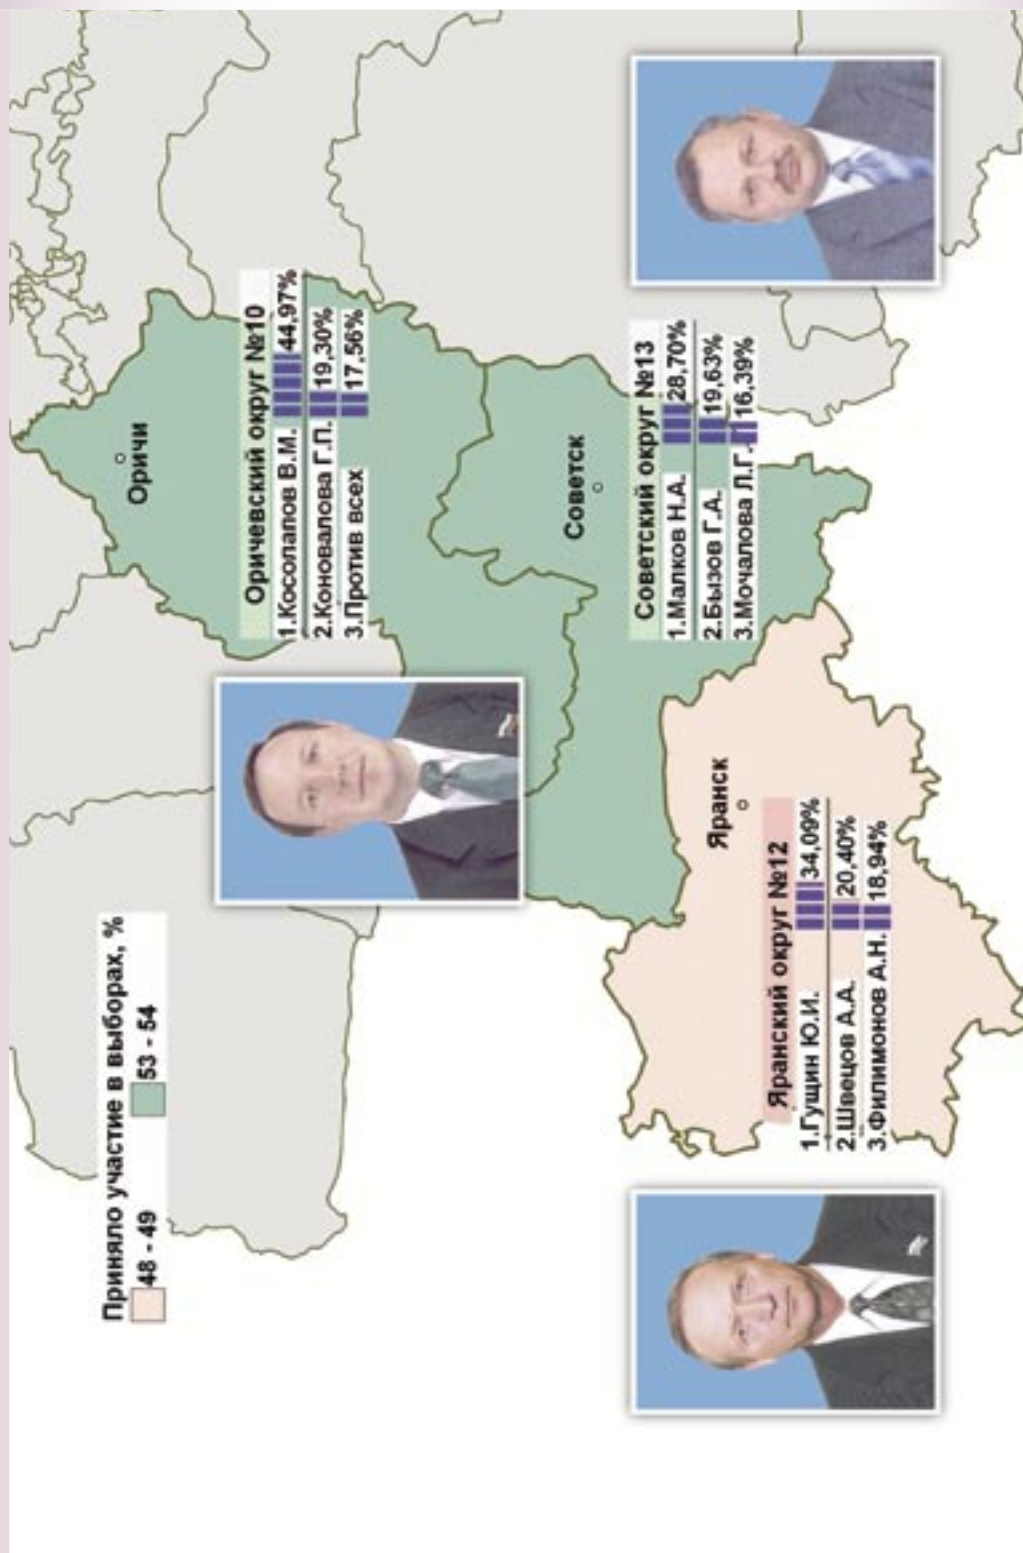 Приняло участие в выборах, %
48 - 49 53 - 54
Оричи
Оричевский округ №10
1.Косолапов В.М. 44,97%
2.Коновалова Г.П. 19,30%
3.Против всех 17,56%
Советск
Советский округ №13
1.Малков Н.А. 28,70%
2.Бызов Г.А. 19,63%
3.Мочалова Л.Г. 16,39%
Яранск
Яранский округ №12
1.Гущин Ю.И. 34,09%
2.Швецов А.А. 20,40%
3.Филимонов А.Н. 18,94%